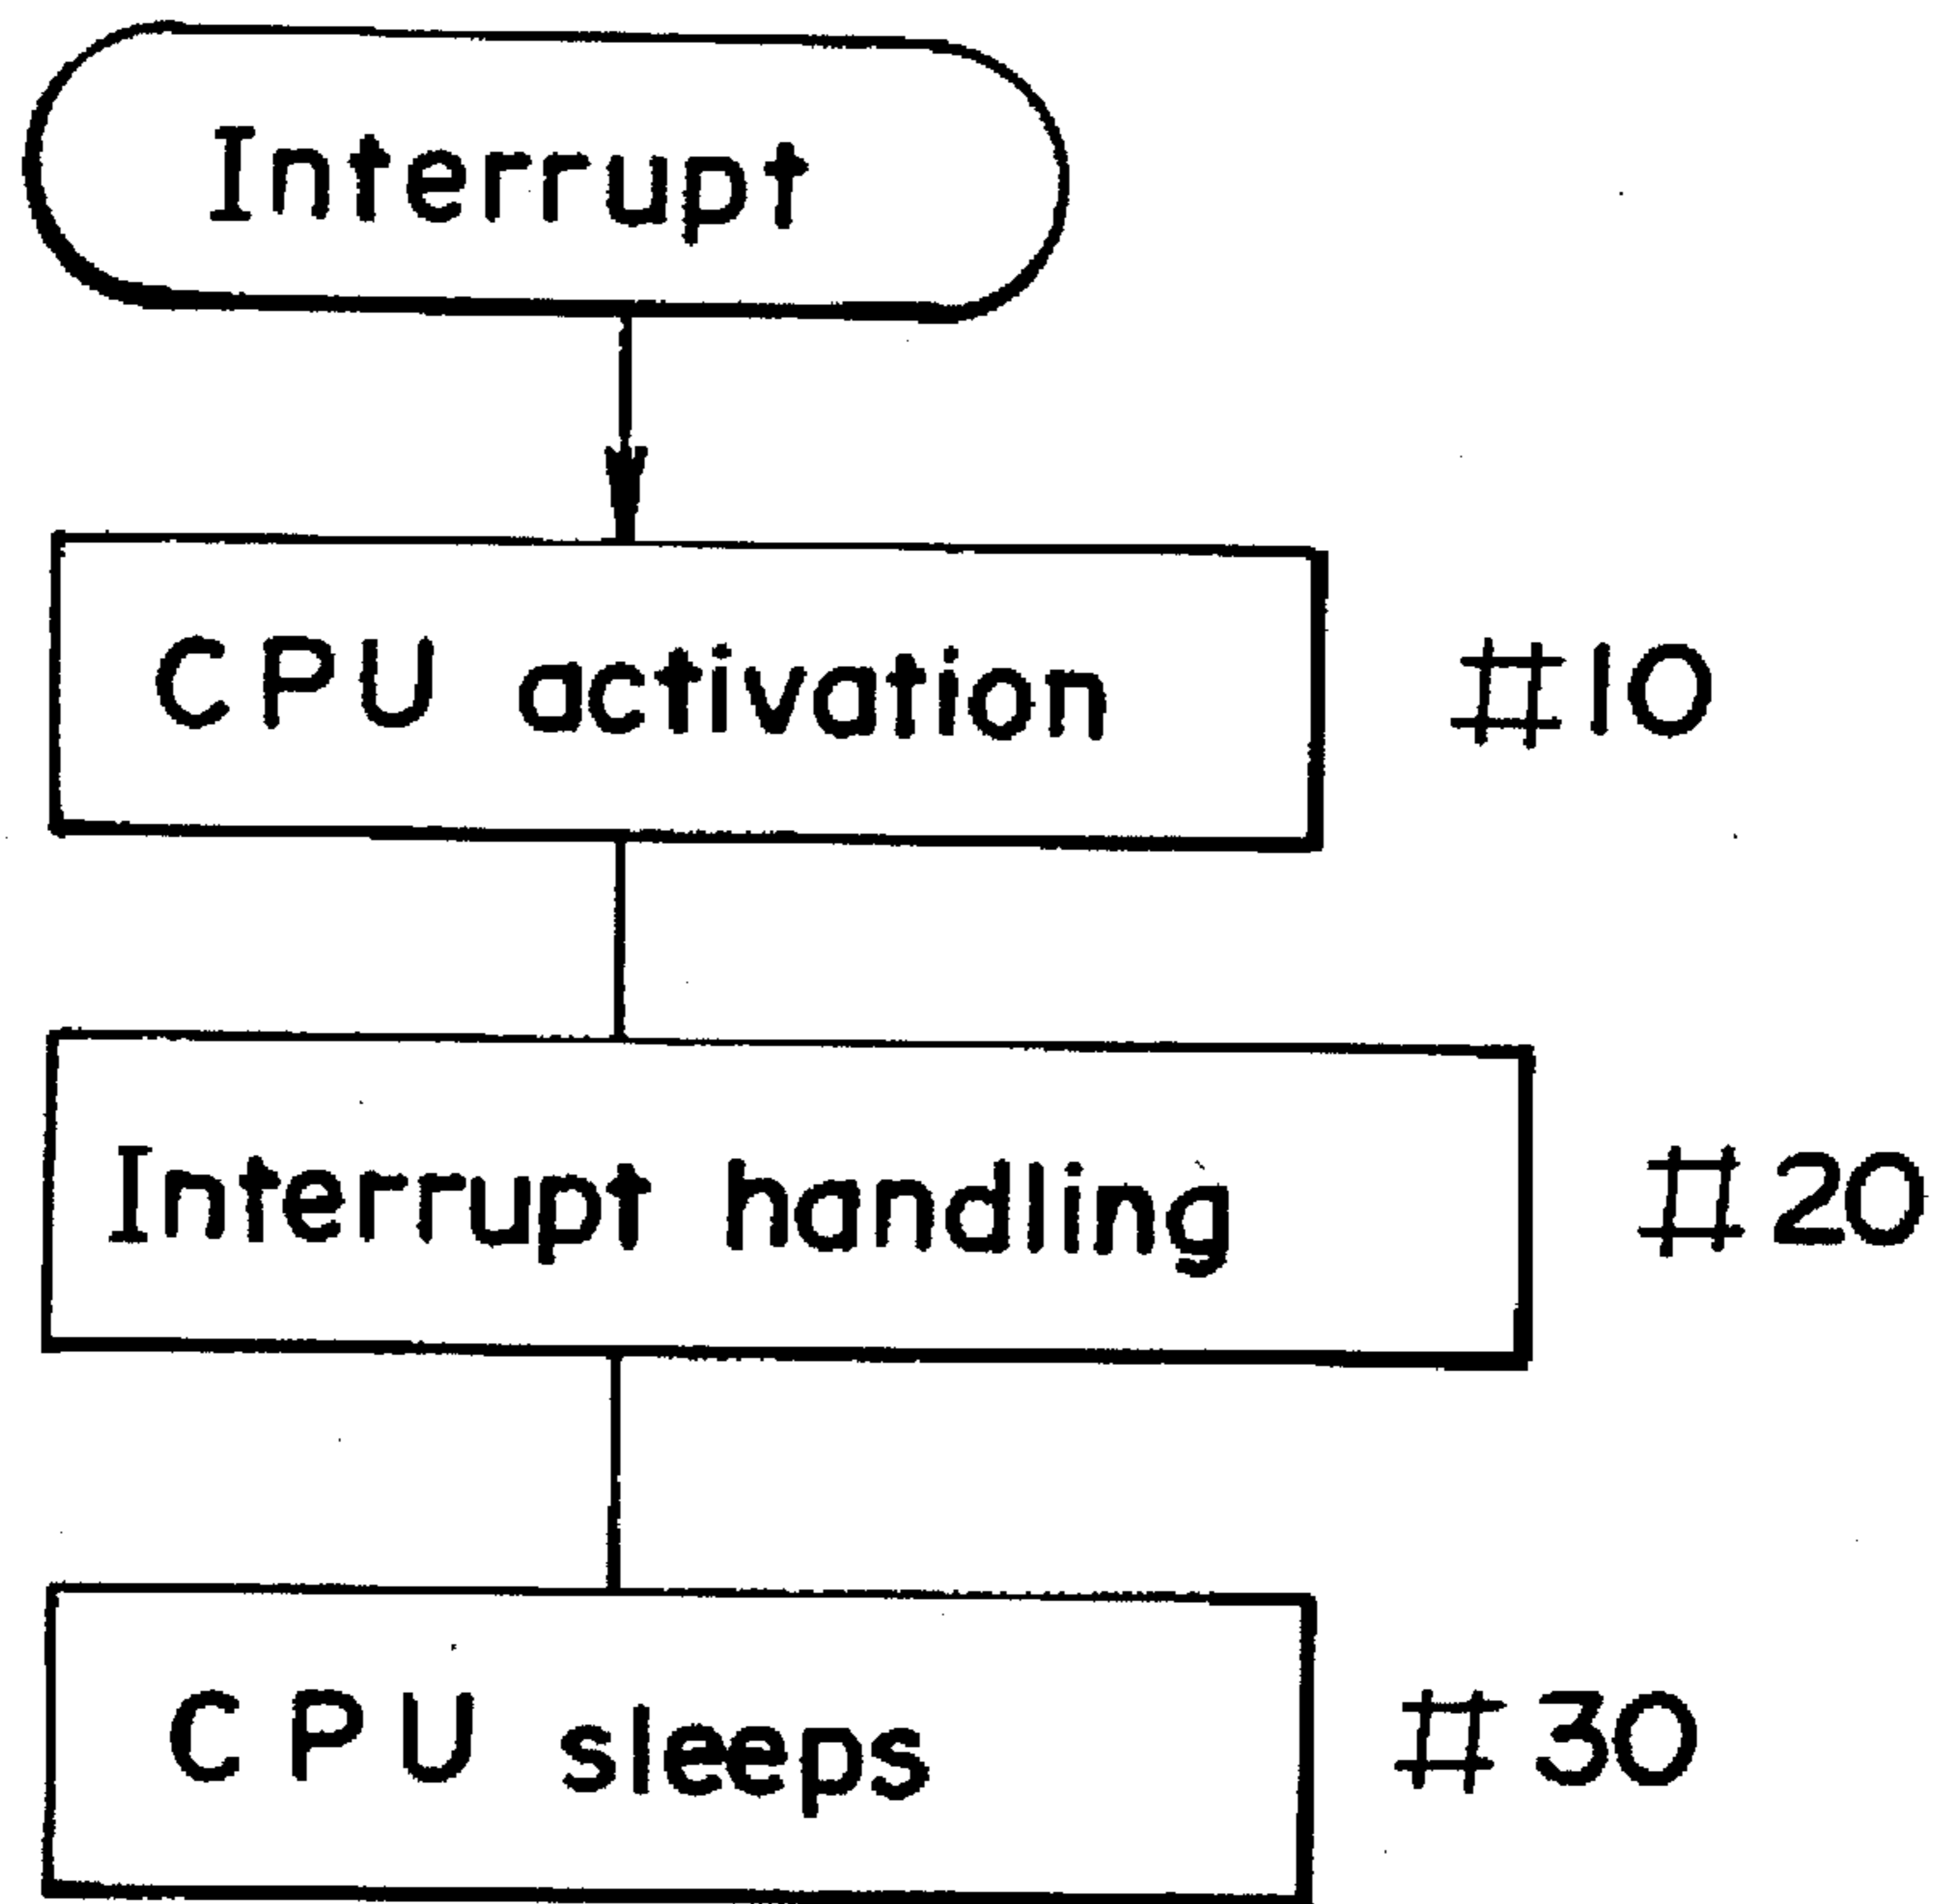 Interrupt
CPU activation #10
Interrupt handling #20
CPU sleeps #30